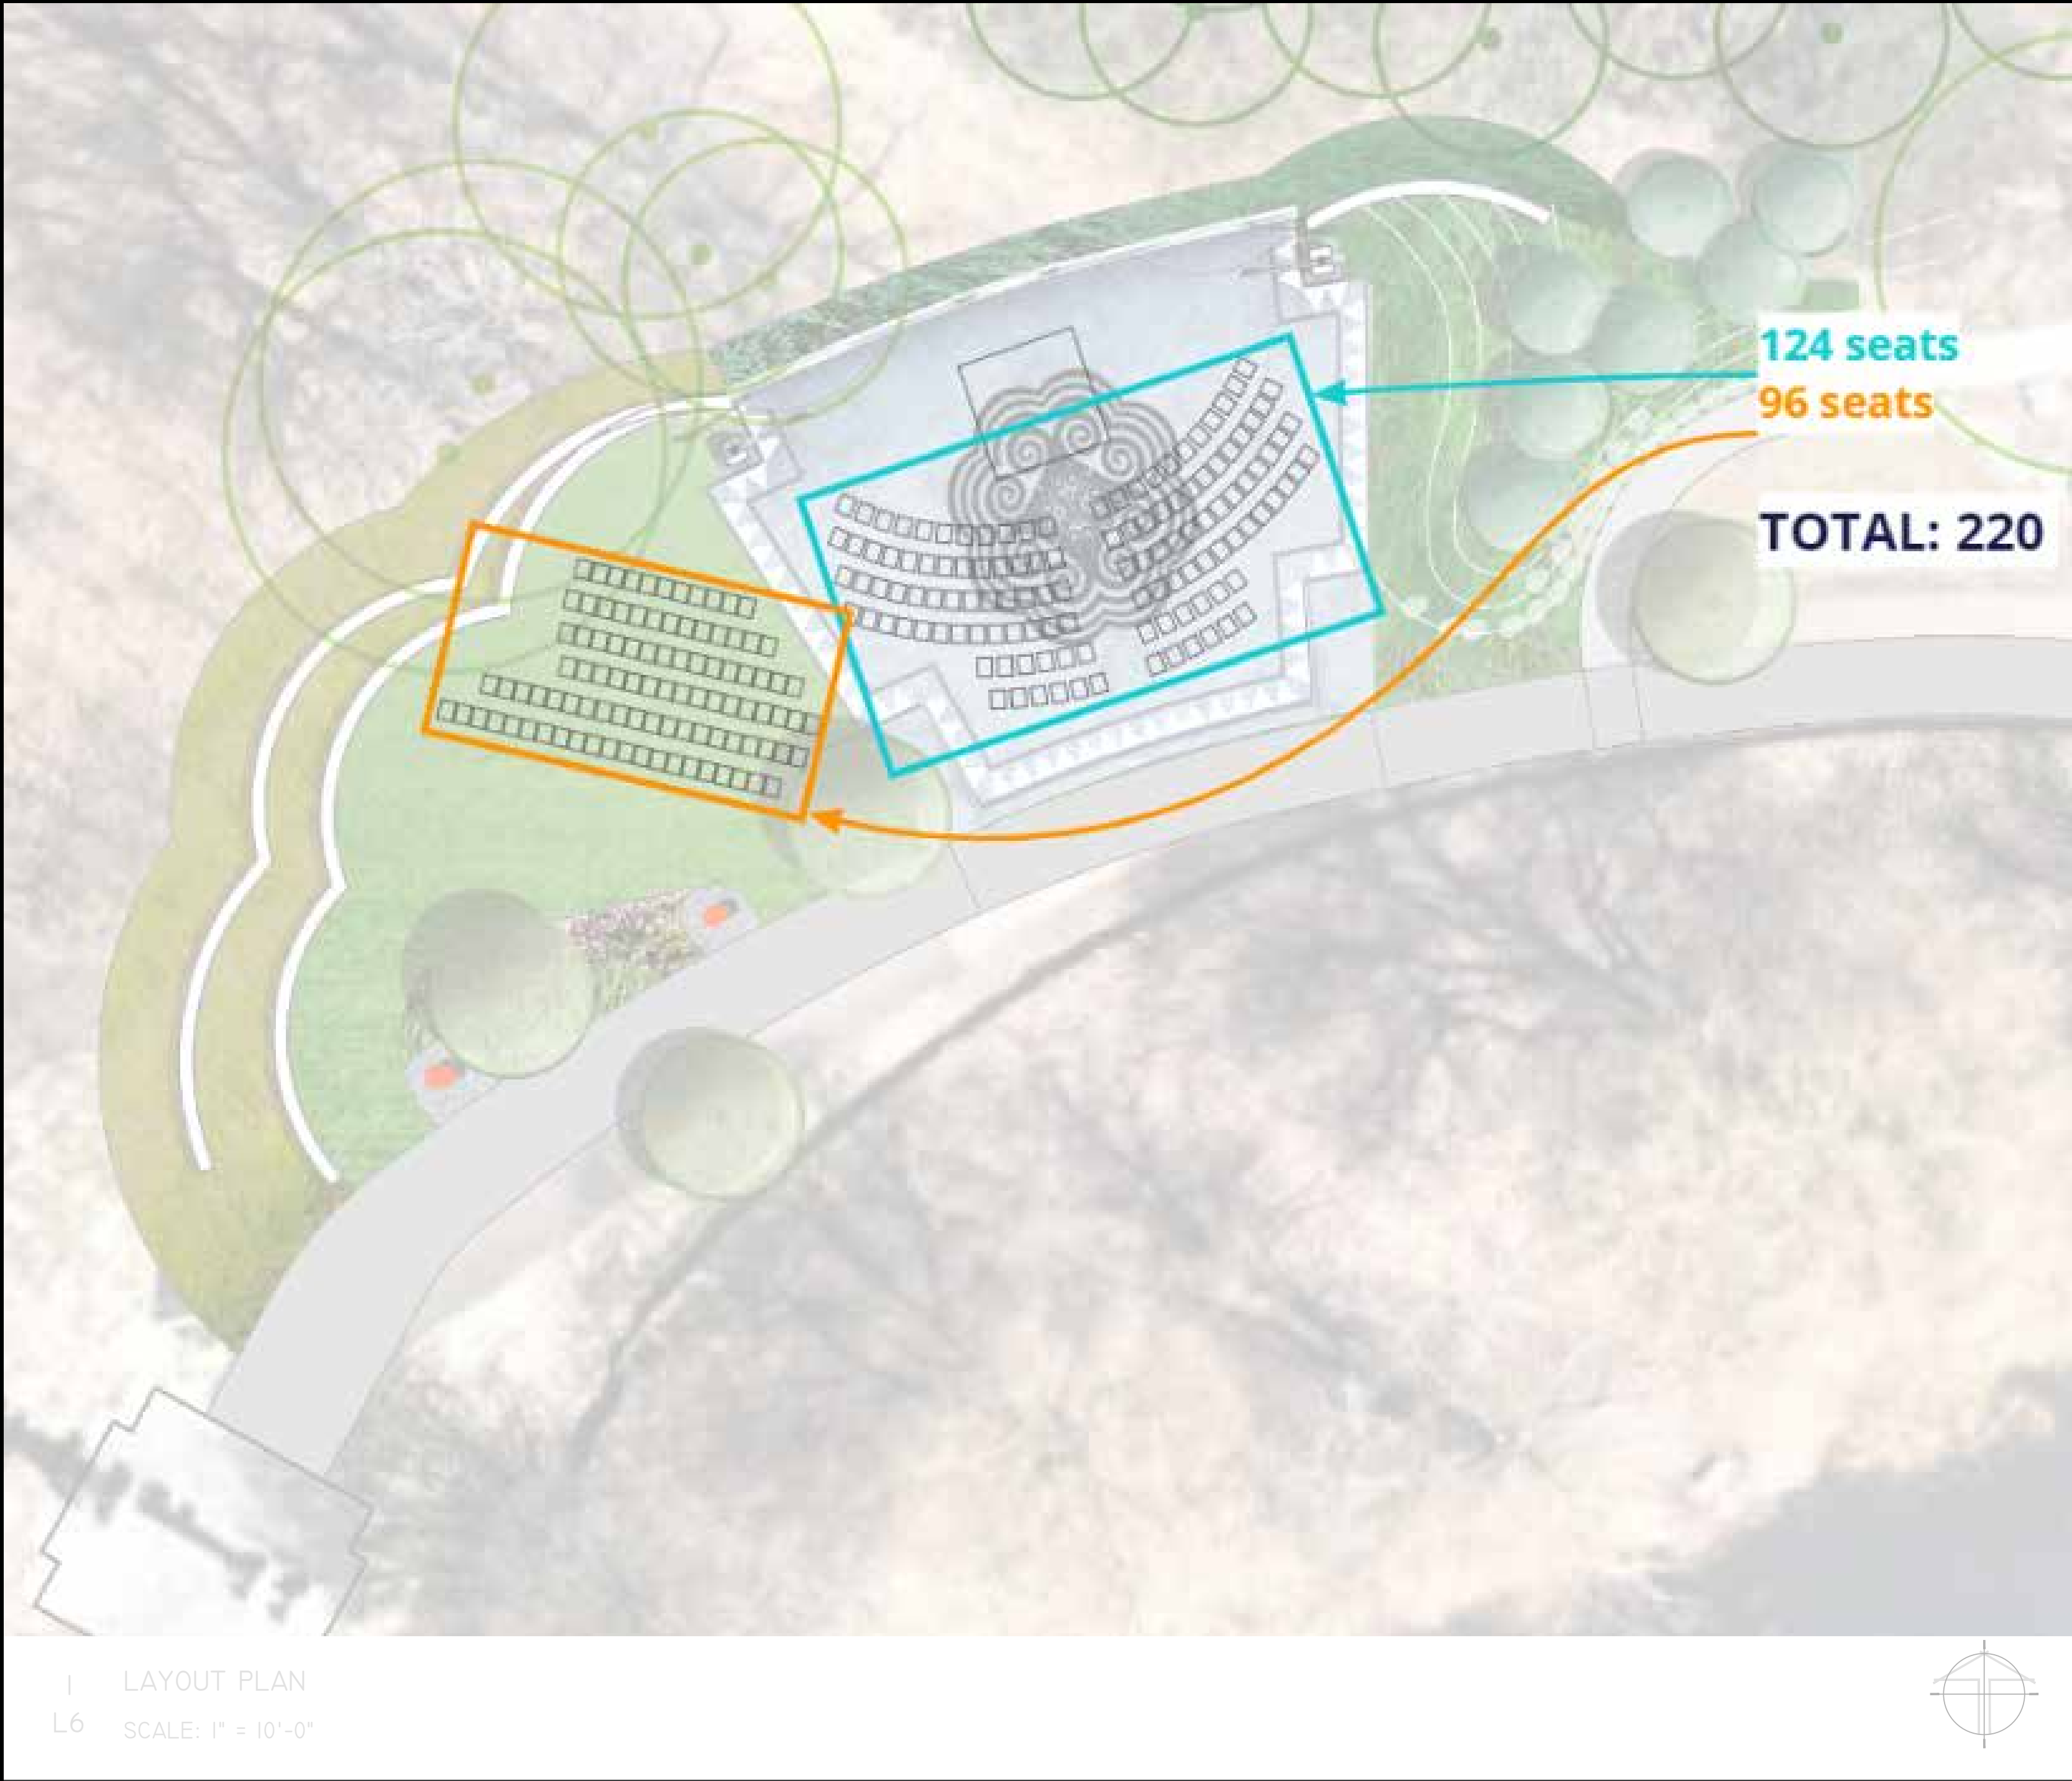 124 seats
96 seats
TOTAL: 220
1 LAYOUT PLAN
L6 SCALE: 1" = 10'-0"